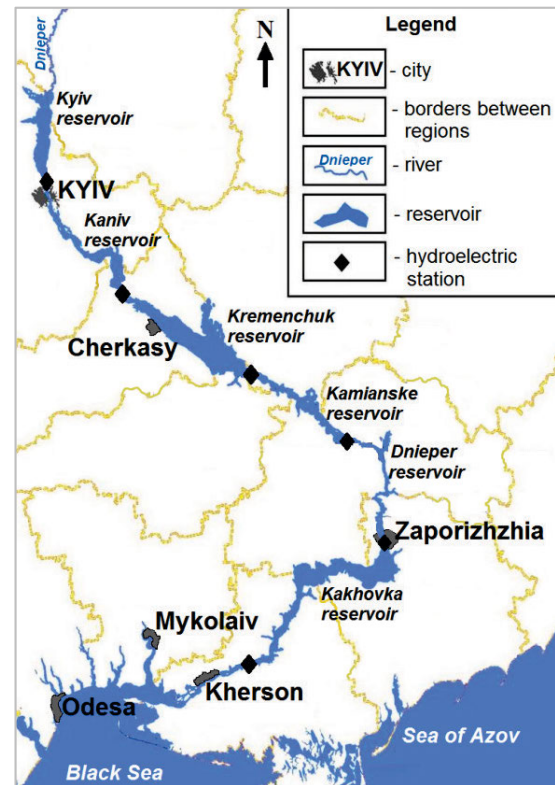 Dnieper
Kyiv
reservoir
N
KYIV
Kaniv
reservoir
Cherkasy
Kremenchuk
reservoir
Kamianske
reservoir
Dnieper
reservoir
Zaporizhzhia
Kakhovka
reservoir
Mykolaiv
Kherson
Odesa
Black Sea
Sea of Azov
Legend
KYIV - city
- borders between
regions
Dnieper - river
- reservoir
- hydroelectric
station